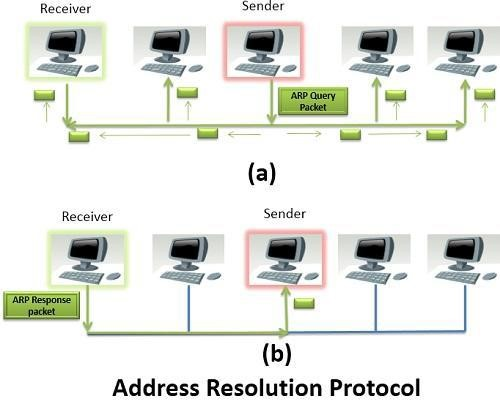 Receiver
Sender
ARP Query
Packet
(a)
Receiver
Sender
ARP Response
packet
(b)
Address Resolution Protocol